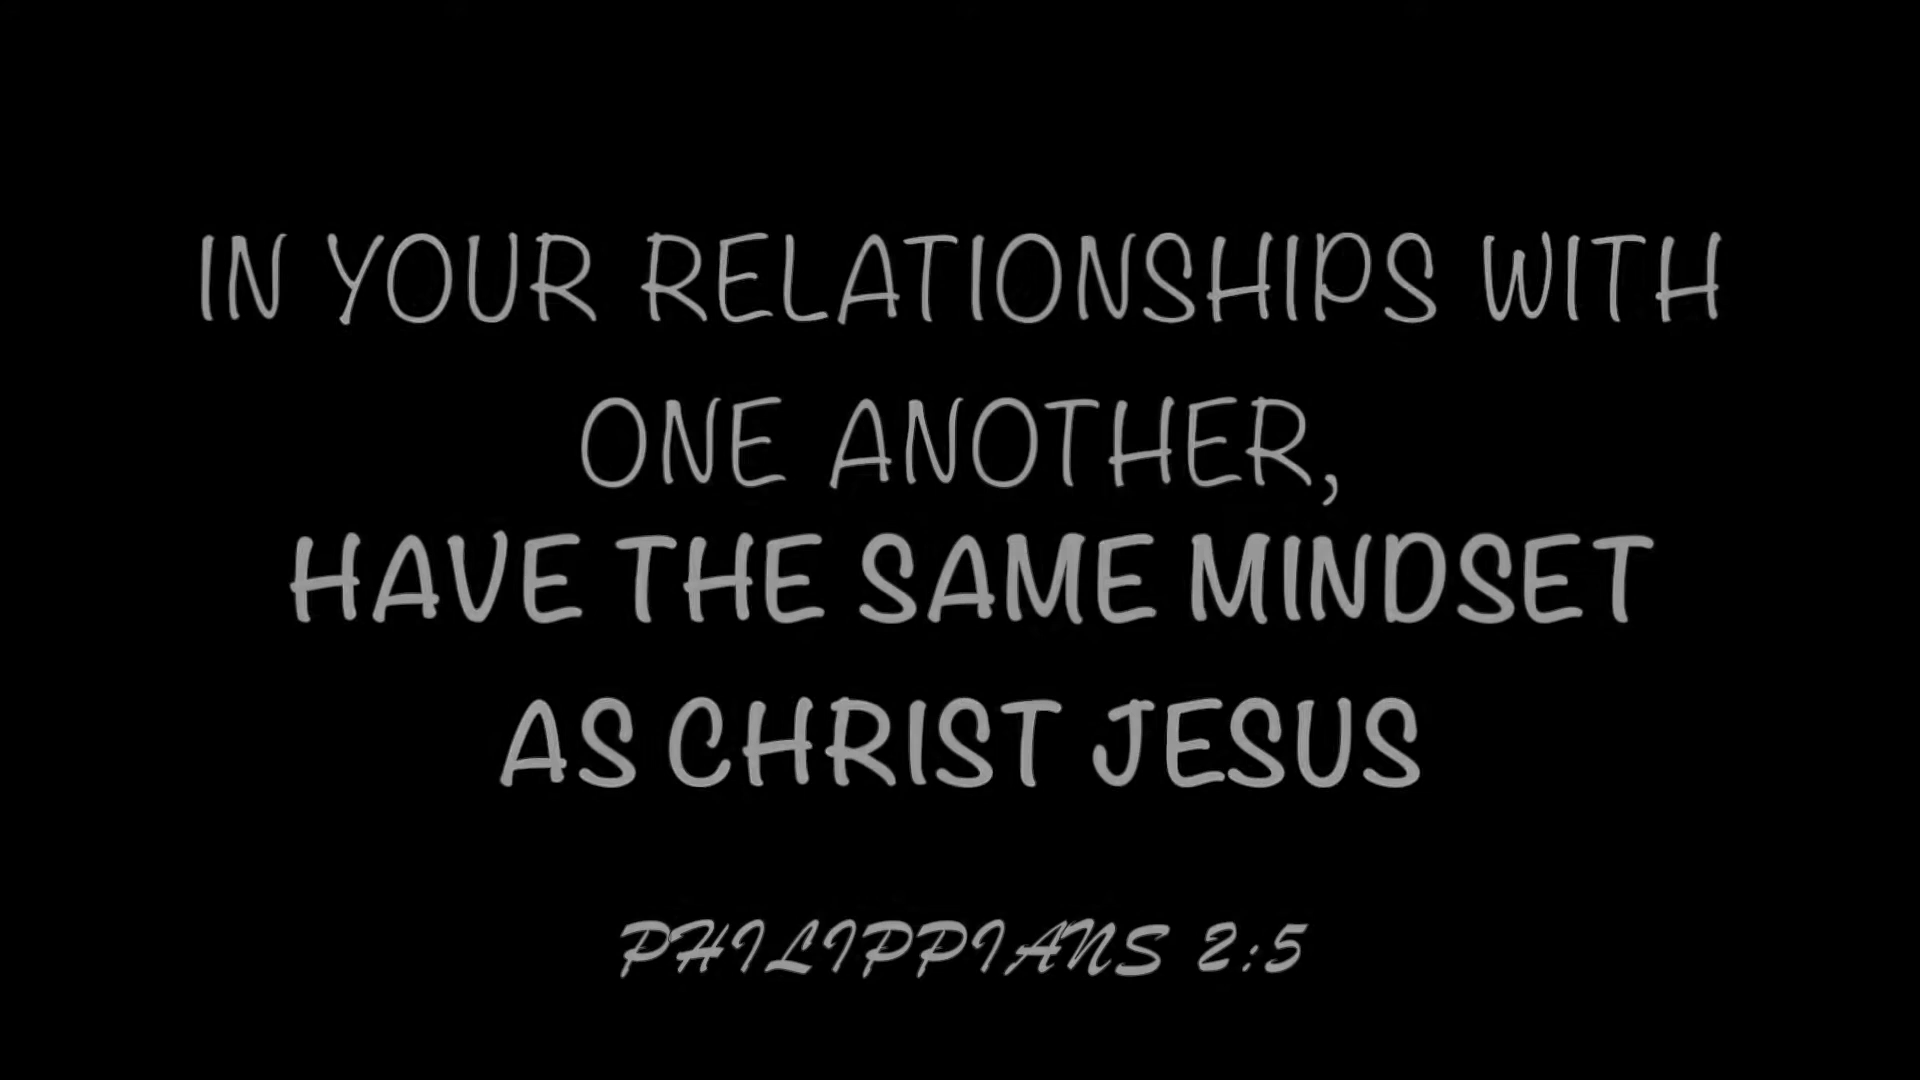 IN YOUR RELATIONSHIPS WITH
ONE ANOTHER,
HAVE THE SAME MINDSET
AS CHRIST JESUS
PHILIPPIANS 2:5